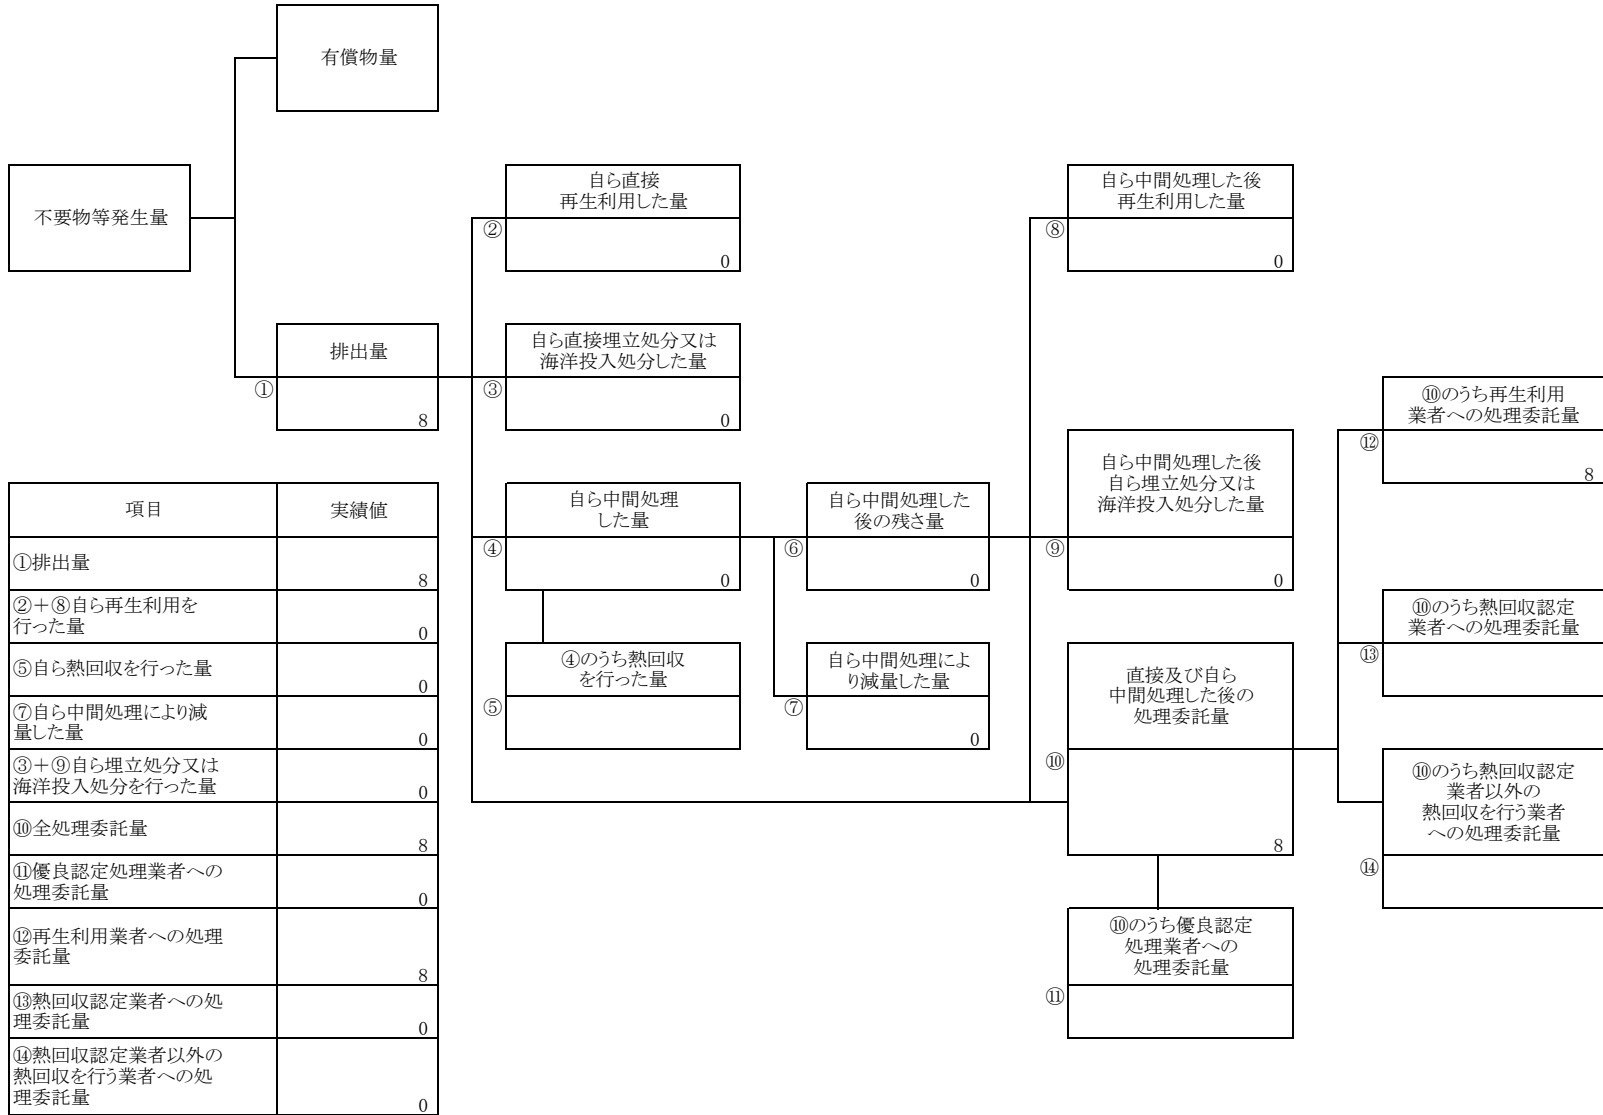 有償物量
不要物等発生量
自ら直接
再生利用した量
②
0
自ら中間処理した後
再生利用した量
⑧
0
排出量
①
8
自ら直接埋立処分又は
海洋投入処分した量
③
0
⑩のうち再生利用
業者への処理委託量
⑫
8
自ら中間処理した後
自ら埋立処分又は
海洋投入処分した量
⑨
0
自ら中間処理
した量
④
0
自ら中間処理した
後の残さ量
⑥
0
⑩のうち熱回収認定
業者への処理委託量
⑬
④のうち熱回収
を行った量
⑤
自ら中間処理によ
り減量した量
⑦
0
直接及び自ら
中間処理した後の
処理委託量
⑩
8
⑩のうち熱回収認定
業者以外の
熱回収を行う業者
への処理委託量
⑭
⑩のうち優良認定
処理業者への
処理委託量
⑪
項目 実績値
①排出量
8
②＋⑧自ら再生利用を
行った量
0
⑤自ら熱回収を行った量
0
⑦自ら中間処理により減
量した量
0
③＋⑨自ら埋立処分又は
海洋投入処分を行った量
0
⑩全処理委託量
8
⑪優良認定処理業者への
処理委託量
0
⑫再生利用業者への処理
委託量
8
⑬熱回収認定業者への処
理委託量
0
⑭熱回収認定業者以外の
熱回収を行う業者への処
理委託量
0